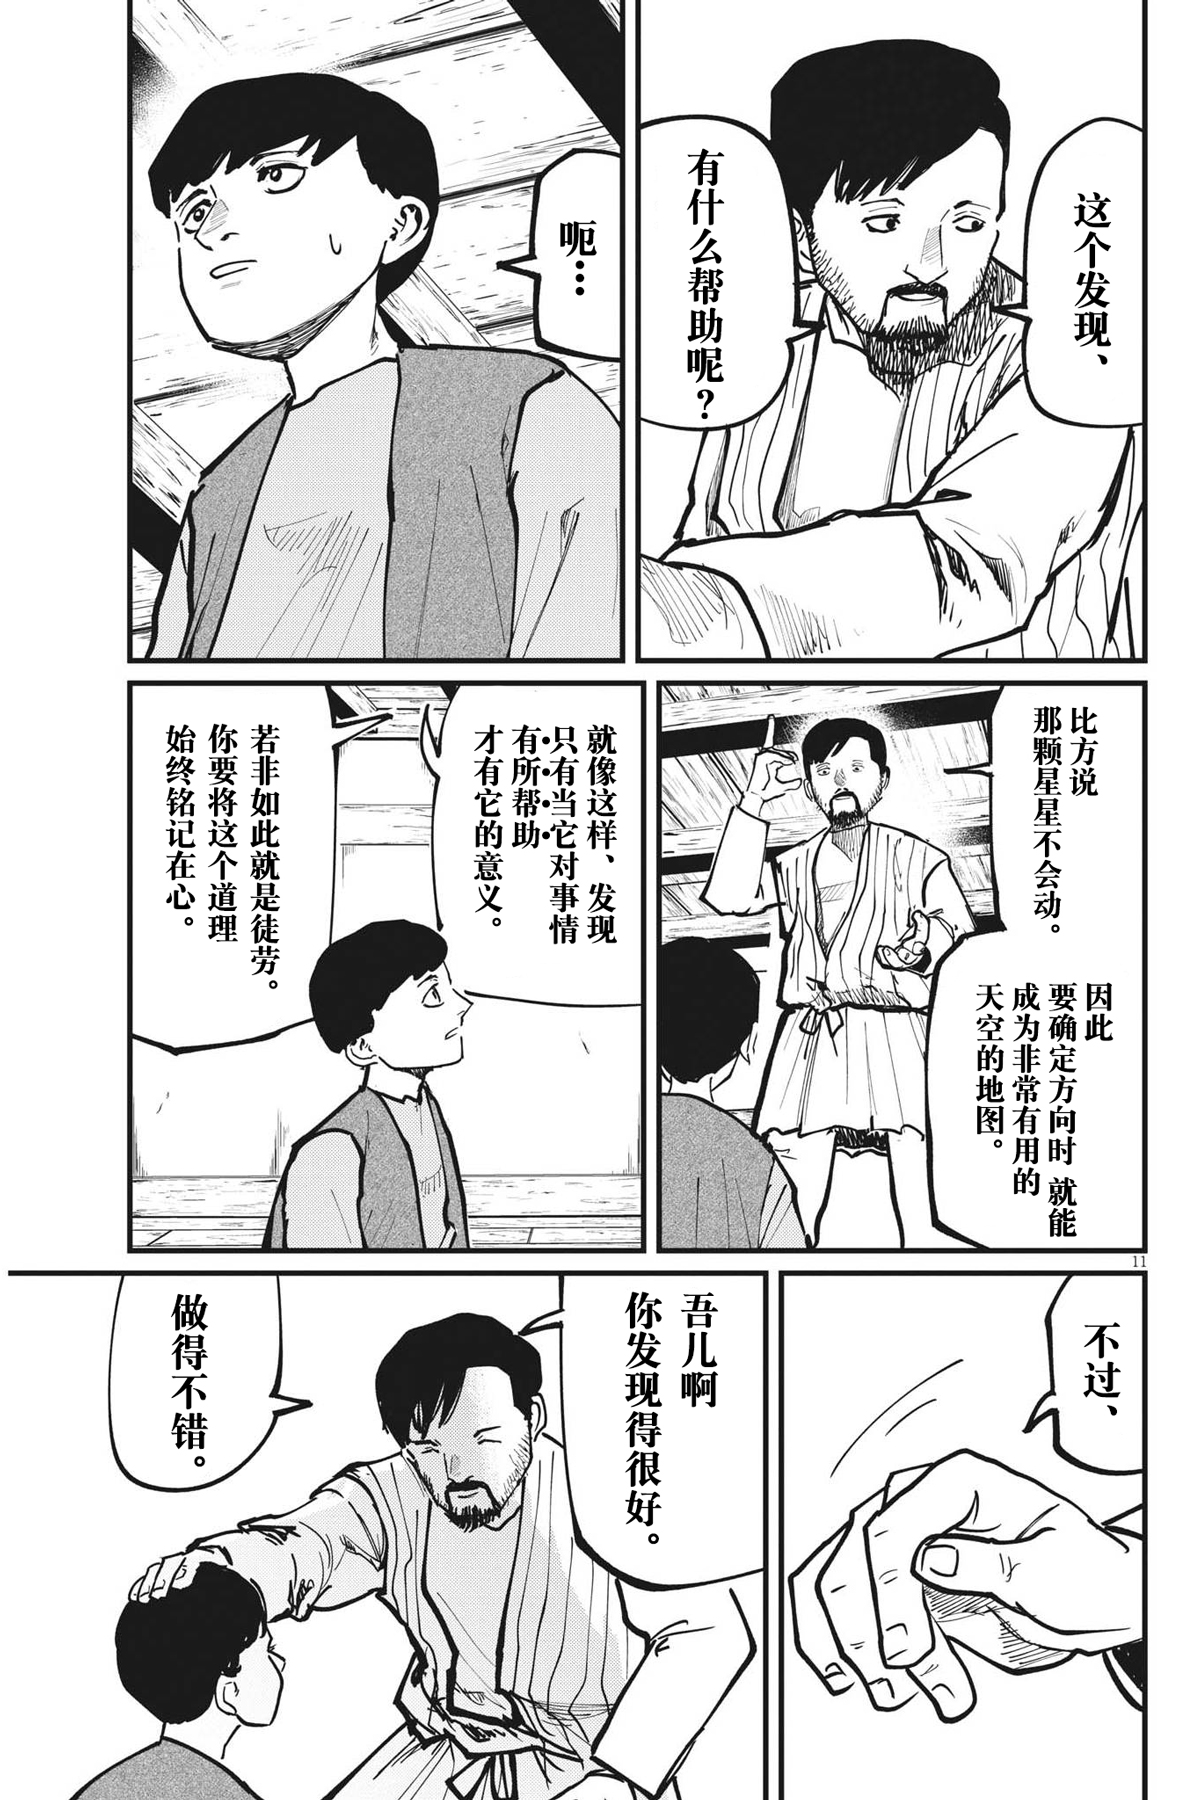 这个发现、
有什么帮助呢？
呃…
比方说
那颗星星不会动。
因此
要确定方向时 就能
成为非常有用的
天空的地图。
就像这样、发现
只有当它对事情
有所帮助
才有它的意义。
若非如此就是徒劳。
你要将这个道理
始终铭记在心。
11
不过、
吾儿啊
你发现得很好。
做得不错。